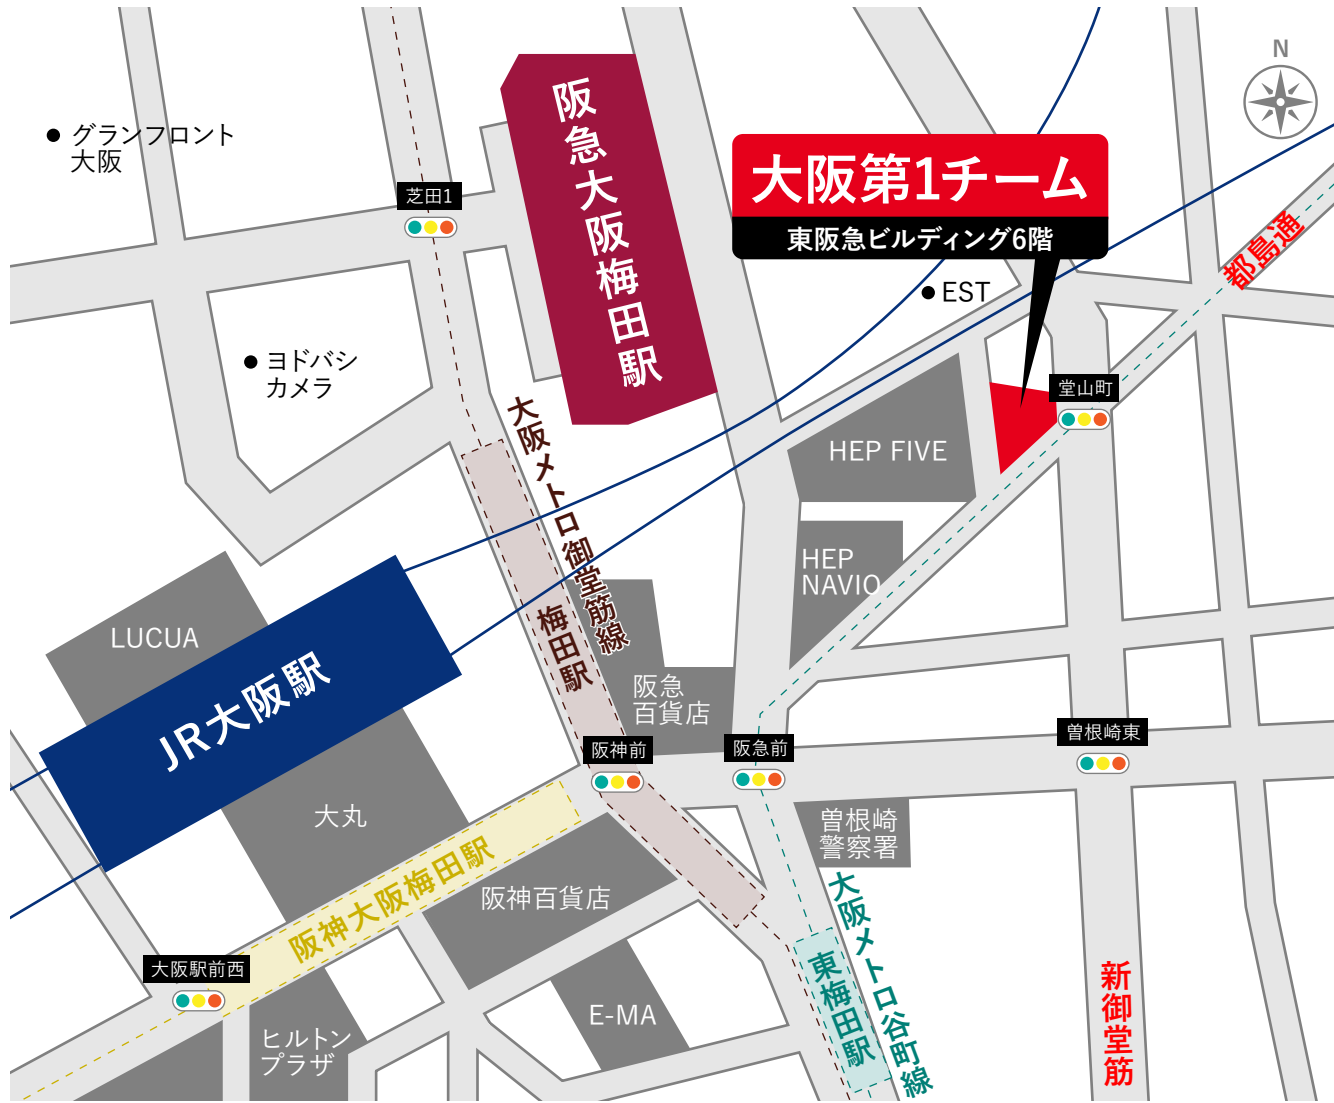 N
グランフロント
大阪
芝田1
阪急大阪梅田駅
大阪第1チーム
東阪急ビルディング6階
都島通
EST
ヨドバシ
カメラ
堂山町
大阪メトロ御堂筋線
HEP FIVE
HEP
NAVIO
LUCUA
JR大阪駅
梅田駅
阪急
百貨店
阪神前
阪急前
曽根崎東
大丸
曽根崎
警察署
阪神大阪梅田駅
阪神百貨店
大阪メトロ谷町線
東梅田駅
大阪駅前西
E-MA
新御堂筋
ヒルトン
プラザ